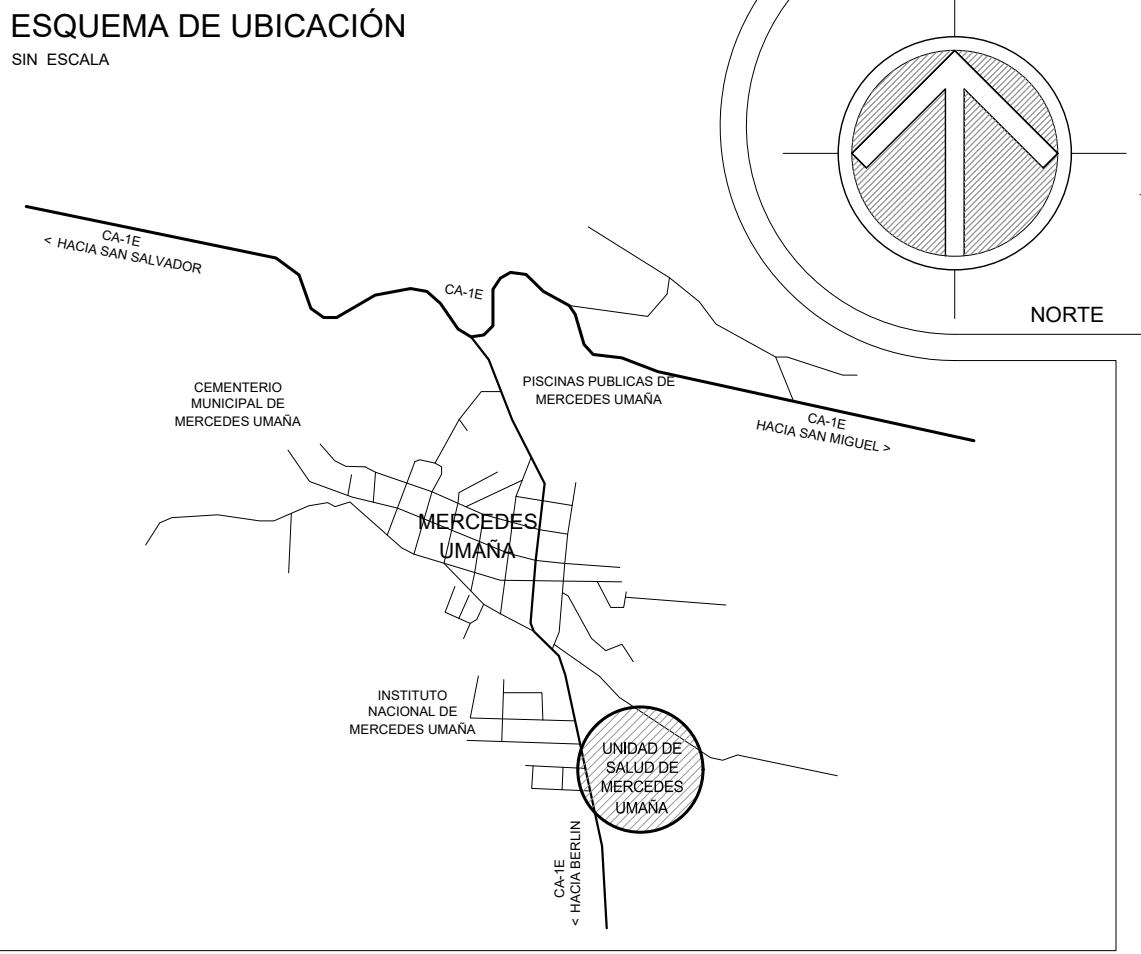 ESQUEMA DE UBICACIÓN
SIN ESCALA
NORTE
CA-1E
< HACIA SAN SALVADOR
CA-1E
CEMENTERIO
MUNICIPAL DE
MERCEDES UMAÑA
PISCINAS PUBLICAS DE
MERCEDES UMAÑA
CA-1E
HACIA SAN MIGUEL >
MERCEDES
UMAÑA
INSTITUTO
NACIONAL DE
MERCEDES UMAÑA
UNIDAD DE
SALUD DE
MERCEDES
UMAÑA
CA-1E
< HACIA BERLIN